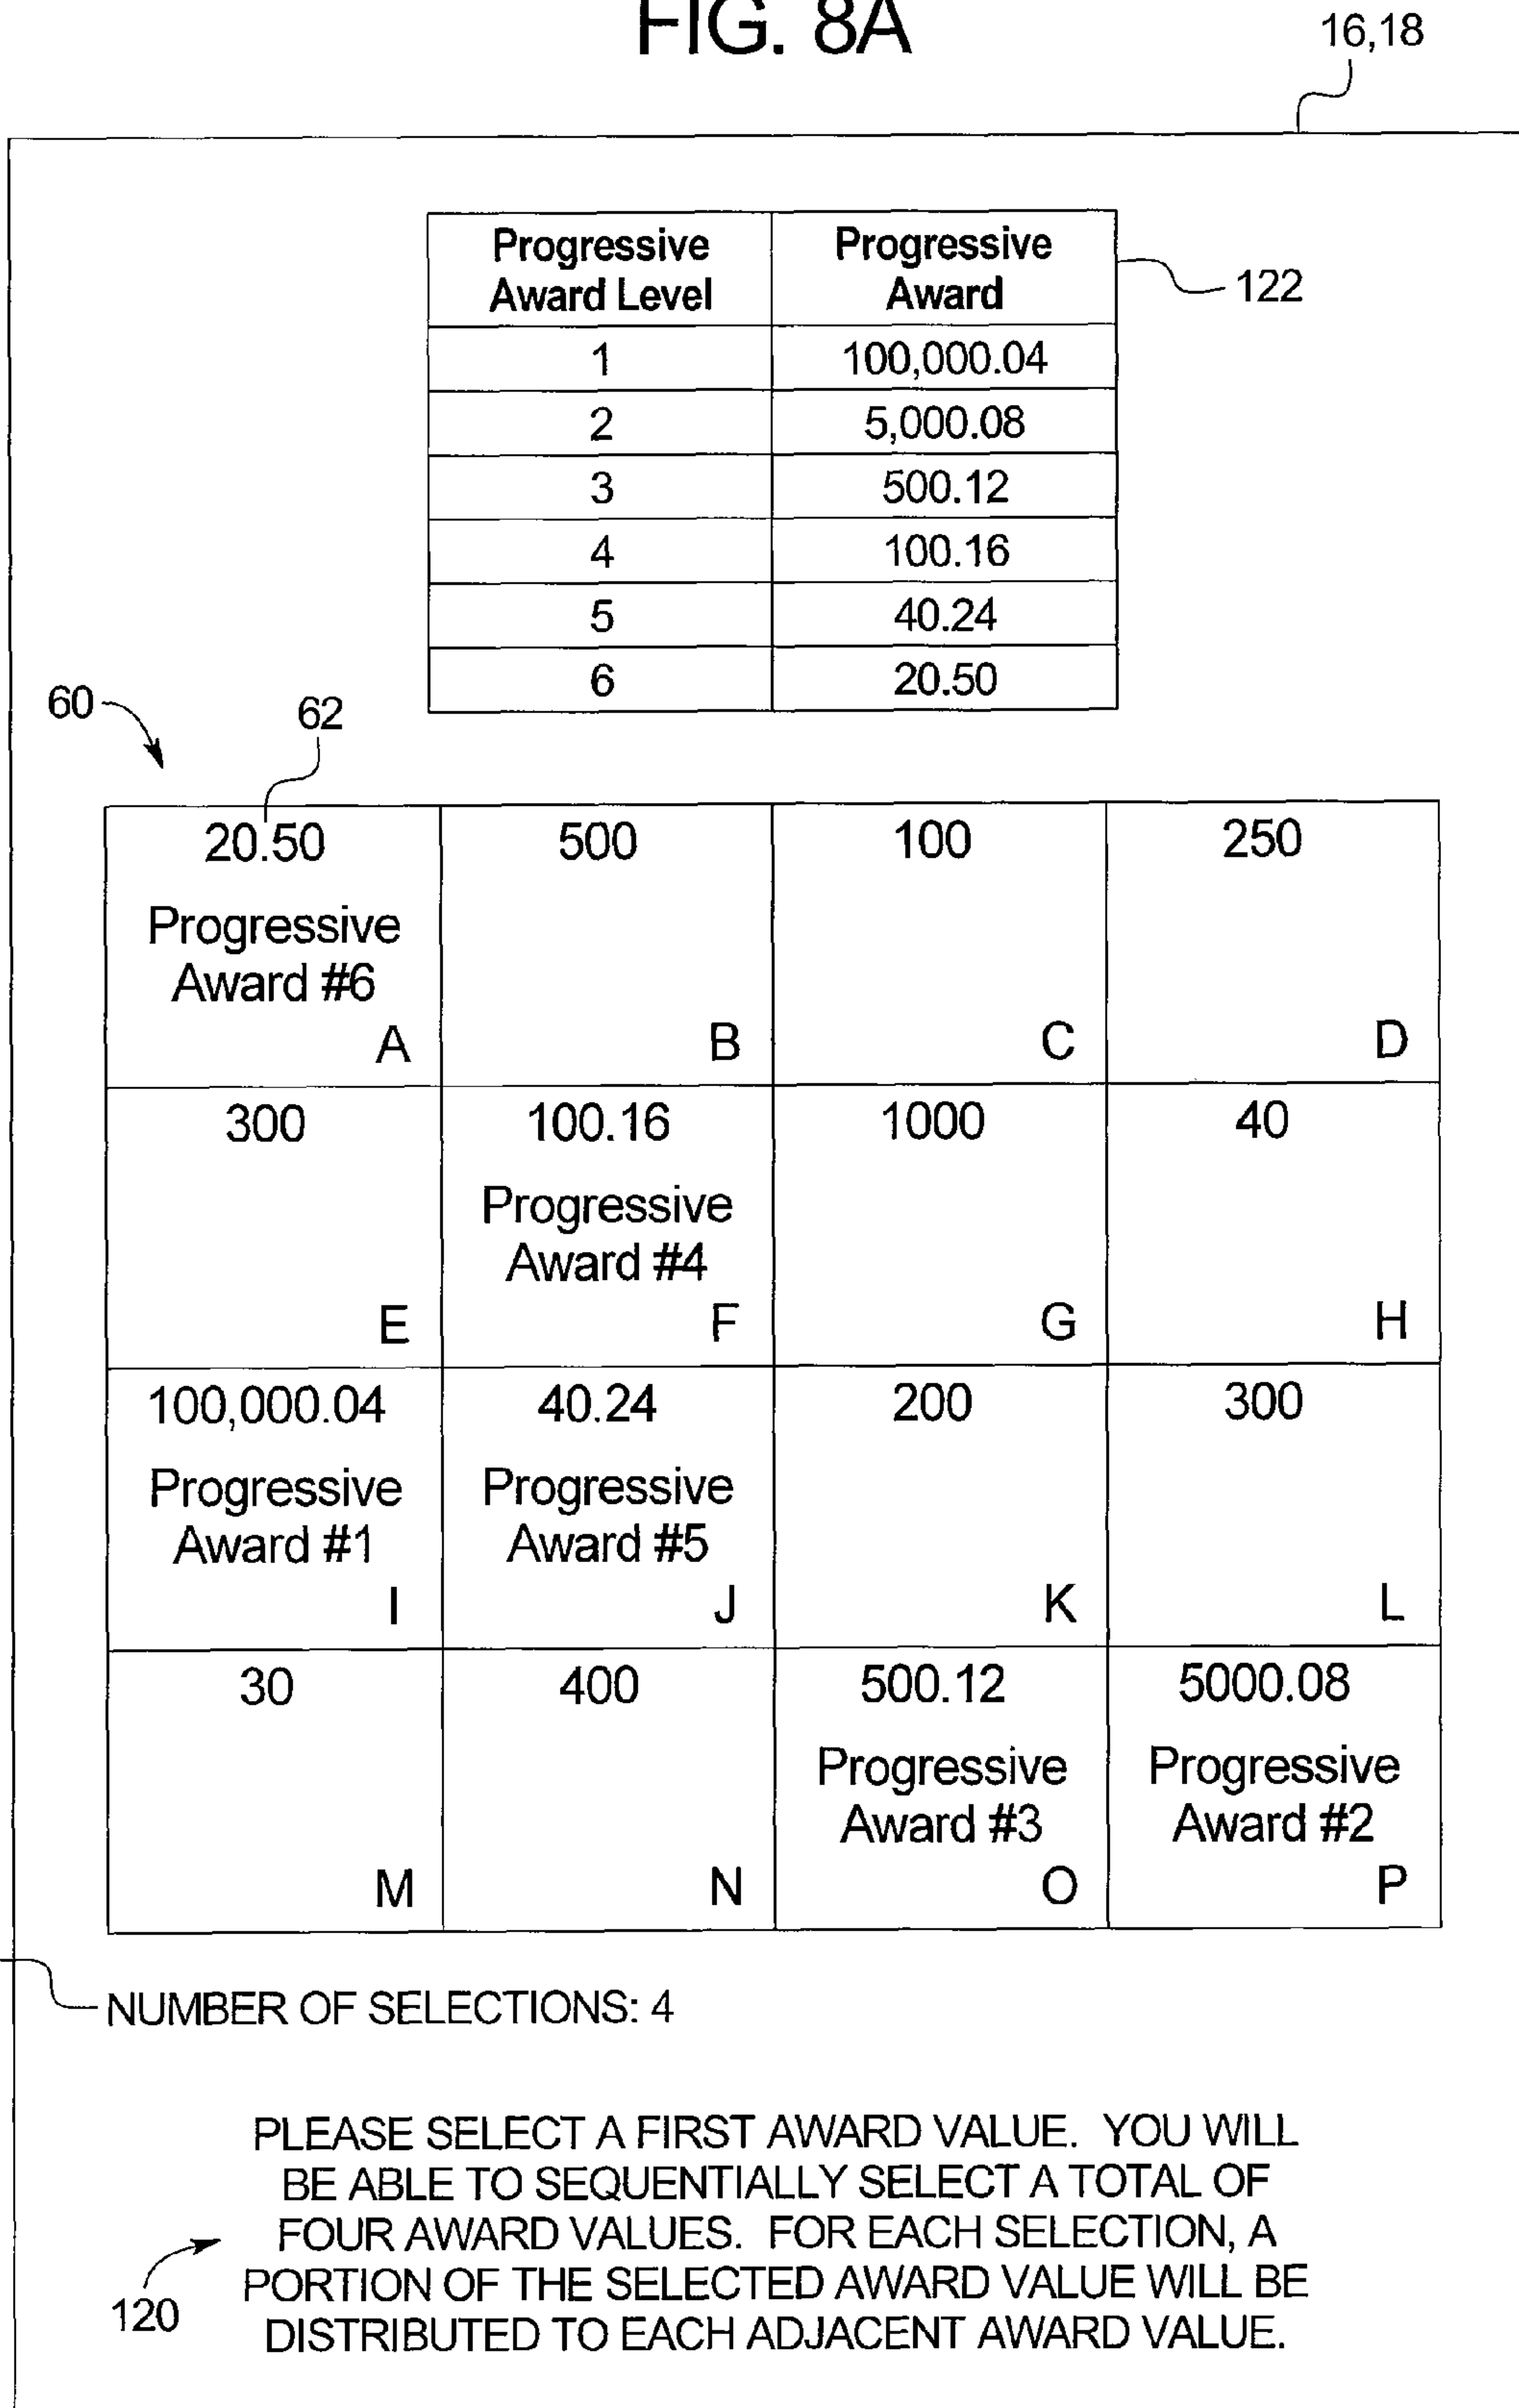 FIG. 8A
16,18
Progressive Progressive
Award Level Award
122
1 100,000.04
2 5,000.08
3 500.12
4 100.16
5 40.24
6 20.50
60
62
20.50 500 100 250
Progressive
Award #6
A B C D
300 100.16 1000 40
Progressive
Award #4
E F G H
100,000.04 40.24 200 300
Progressive Progressive
Award #1 Award #5
I J K L
30 400 500.12 5000.08
Progressive Progressive
Award #3 Award #2
M N O P
NUMBER OF SELECTIONS: 4
PLEASE SELECT A FIRST AWARD VALUE. YOU WILL
BE ABLE TO SEQUENTIALLY SELECT A TOTAL OF
FOUR AWARD VALUES. FOR EACH SELECTION, A
PORTION OF THE SELECTED AWARD VALUE WILL BE
DISTRIBUTED TO EACH ADJACENT AWARD VALUE.
120